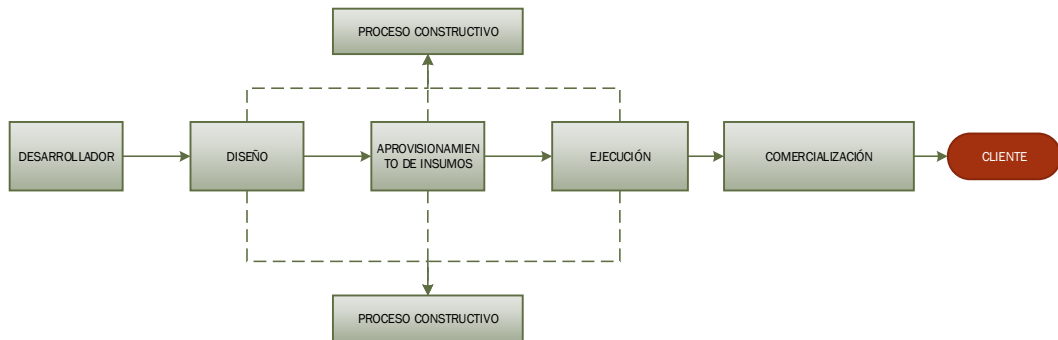 PROCESO CONSTRUCTIVO
DESARROLLADOR
DISEÑO
APROVISIONAMIEN
TO DE INSUMOS
EJECUCIÓN
COMERCIALIZACIÓN
CLIENTE
PROCESO CONSTRUCTIVO